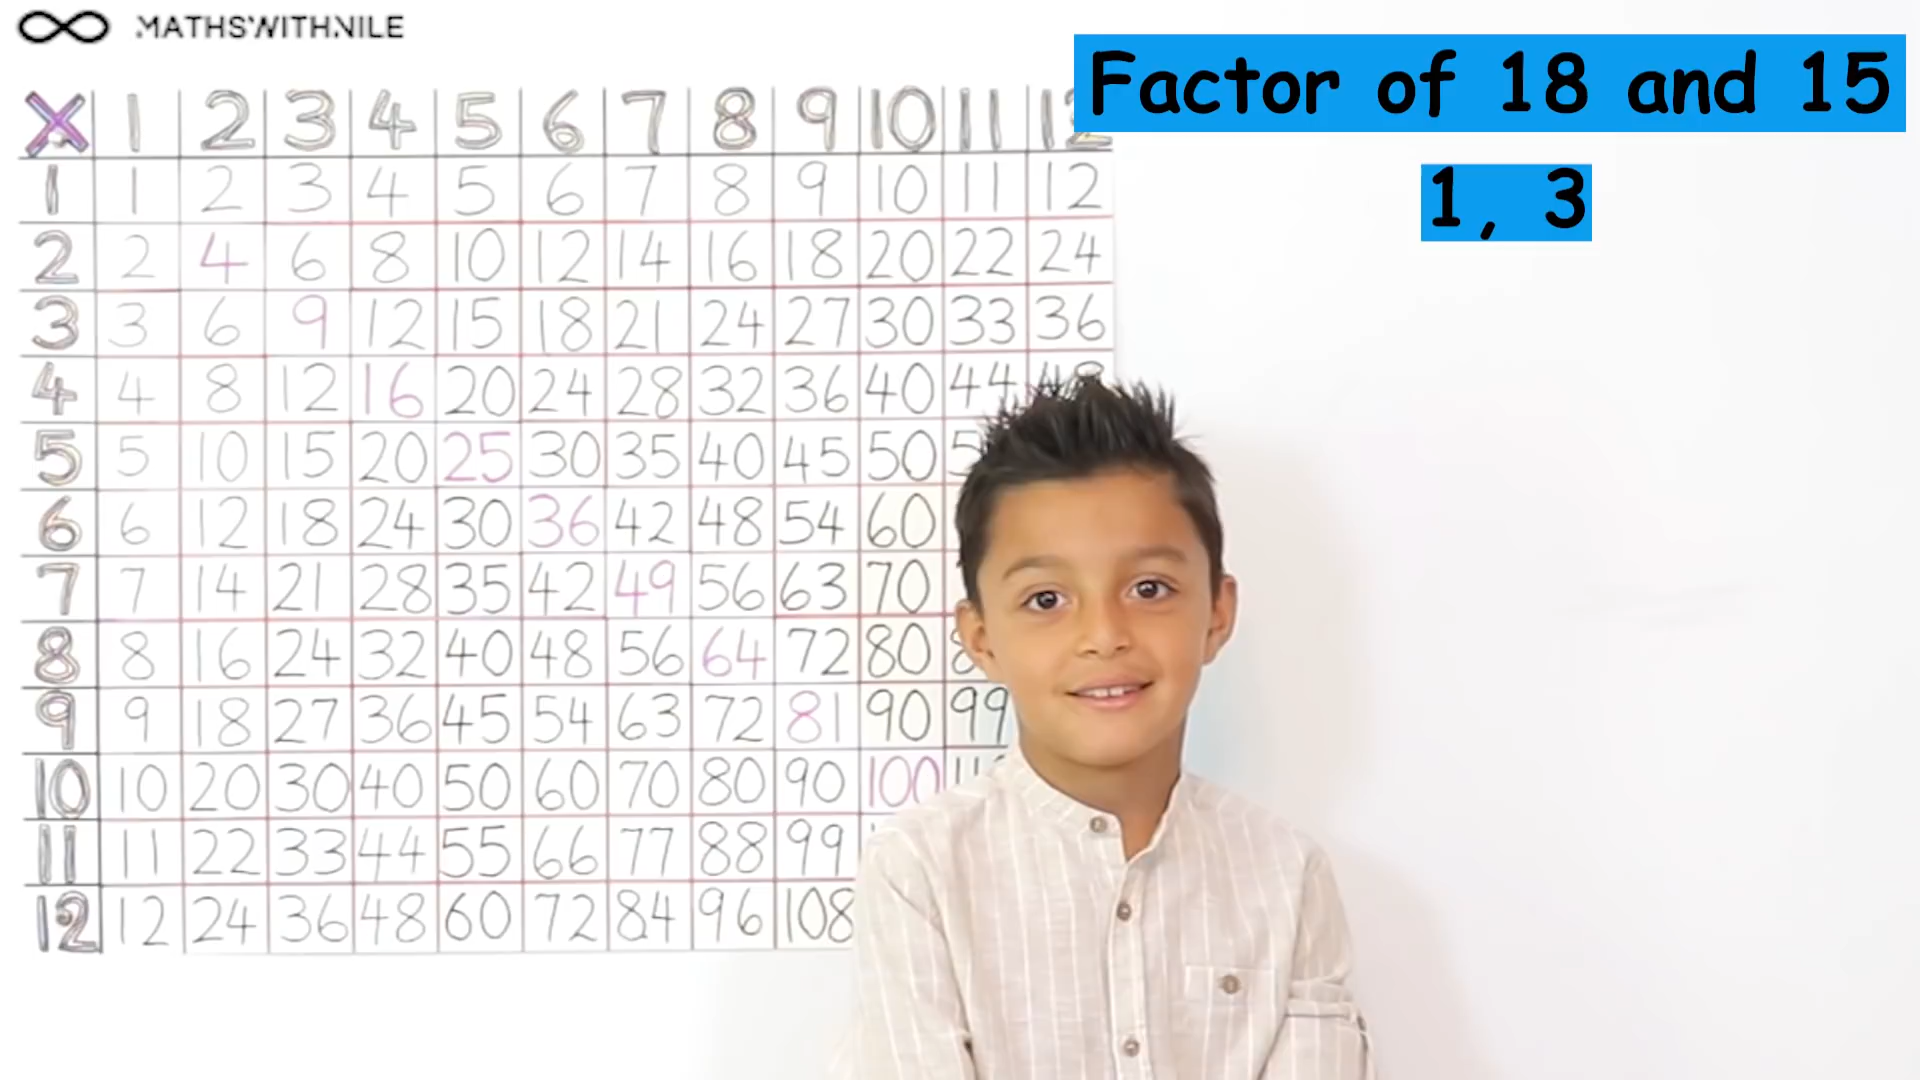 MATHSWITHNILE
Factor of 18 and 15
1, 3
X 1 2 3 4 5 6 7 8 9 10 11
1 1 2 3 4 5 6 7 8 9 10 11 12
2 2 4 6 8 10 12 14 16 18 20 22 24
3 3 6 9 12 15 18 21 24 27 30 33 36
4 4 8 12 16 20 24 28 32 36 40 44
5 5 10 15 20 25 30 35 40 45 50
6 6 12 18 24 30 36 42 48 54 60
7 7 14 21 28 35 42 49 56 63 70
8 8 16 24 32 40 48 56 64 72 80
9 9 18 27 36 45 54 63 72 81 90 99
10 10 20 30 40 50 60 70 80 90 100
11 11 22 33 44 55 66 77 88 99
12 12 24 36 48 60 72 84 96 108